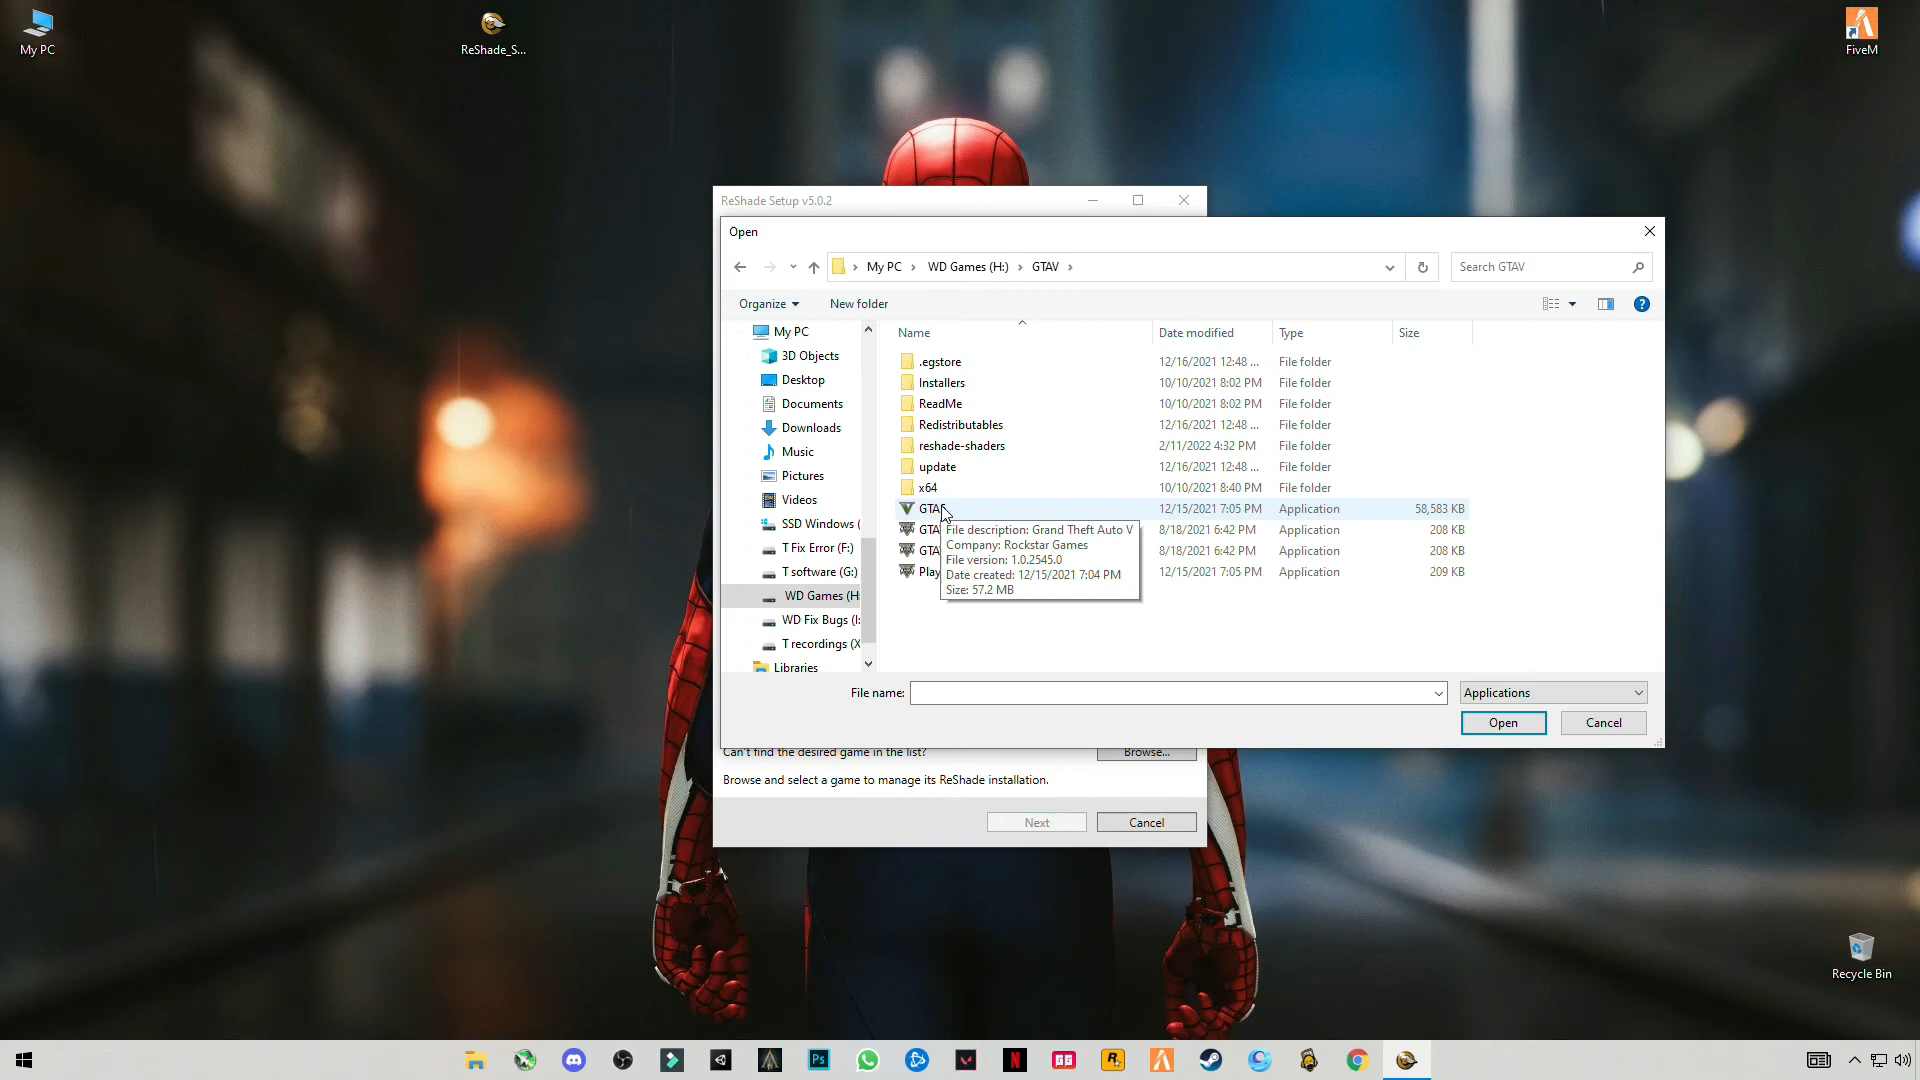 My PC
ReShade_S...
FiveM
ReShade Setup v5.0.2
Open
My PC
WD Games (H:)
GTAV
Search GTAV
Organize
New folder
My PC
3D Objects
Desktop
Documents
Downloads
Music
Pictures
Videos
SSD Windows (
T Fix Error (F:)
T software (G:)
WD Games (H:
WD Fix Bugs (I:
T recordings (X
Libraries
Name Date modified Type Size
.egstore 12/16/2021 12:48 ... File folder
Installers 10/10/2021 8:02 PM File folder
ReadMe 10/10/2021 8:02 PM File folder
Redistributables 12/16/2021 12:48 ... File folder
reshade-shaders 2/11/2022 4:32 PM File folder
update 12/16/2021 12:48 ... File folder
x64 10/10/2021 8:40 PM File folder
12/15/2021 7:05 PM Application 58,583 KB
8/18/2021 6:42 PM Application 208 KB
8/18/2021 6:42 PM Application 208 KB
Play 12/15/2021 7:05 PM Application 209 KB
File description: Grand Theft Auto V
Company: Rockstar Games
File version: 1.0.2545.0
Date created: 12/15/2021 7:04 PM
Size: 57.2 MB
File name:
Applications
Open
Cancel
Can't find the desired game in the list?
Browse...
Browse and select a game to manage its ReShade installation.
Next
Cancel
Recycle Bin
Ps
N